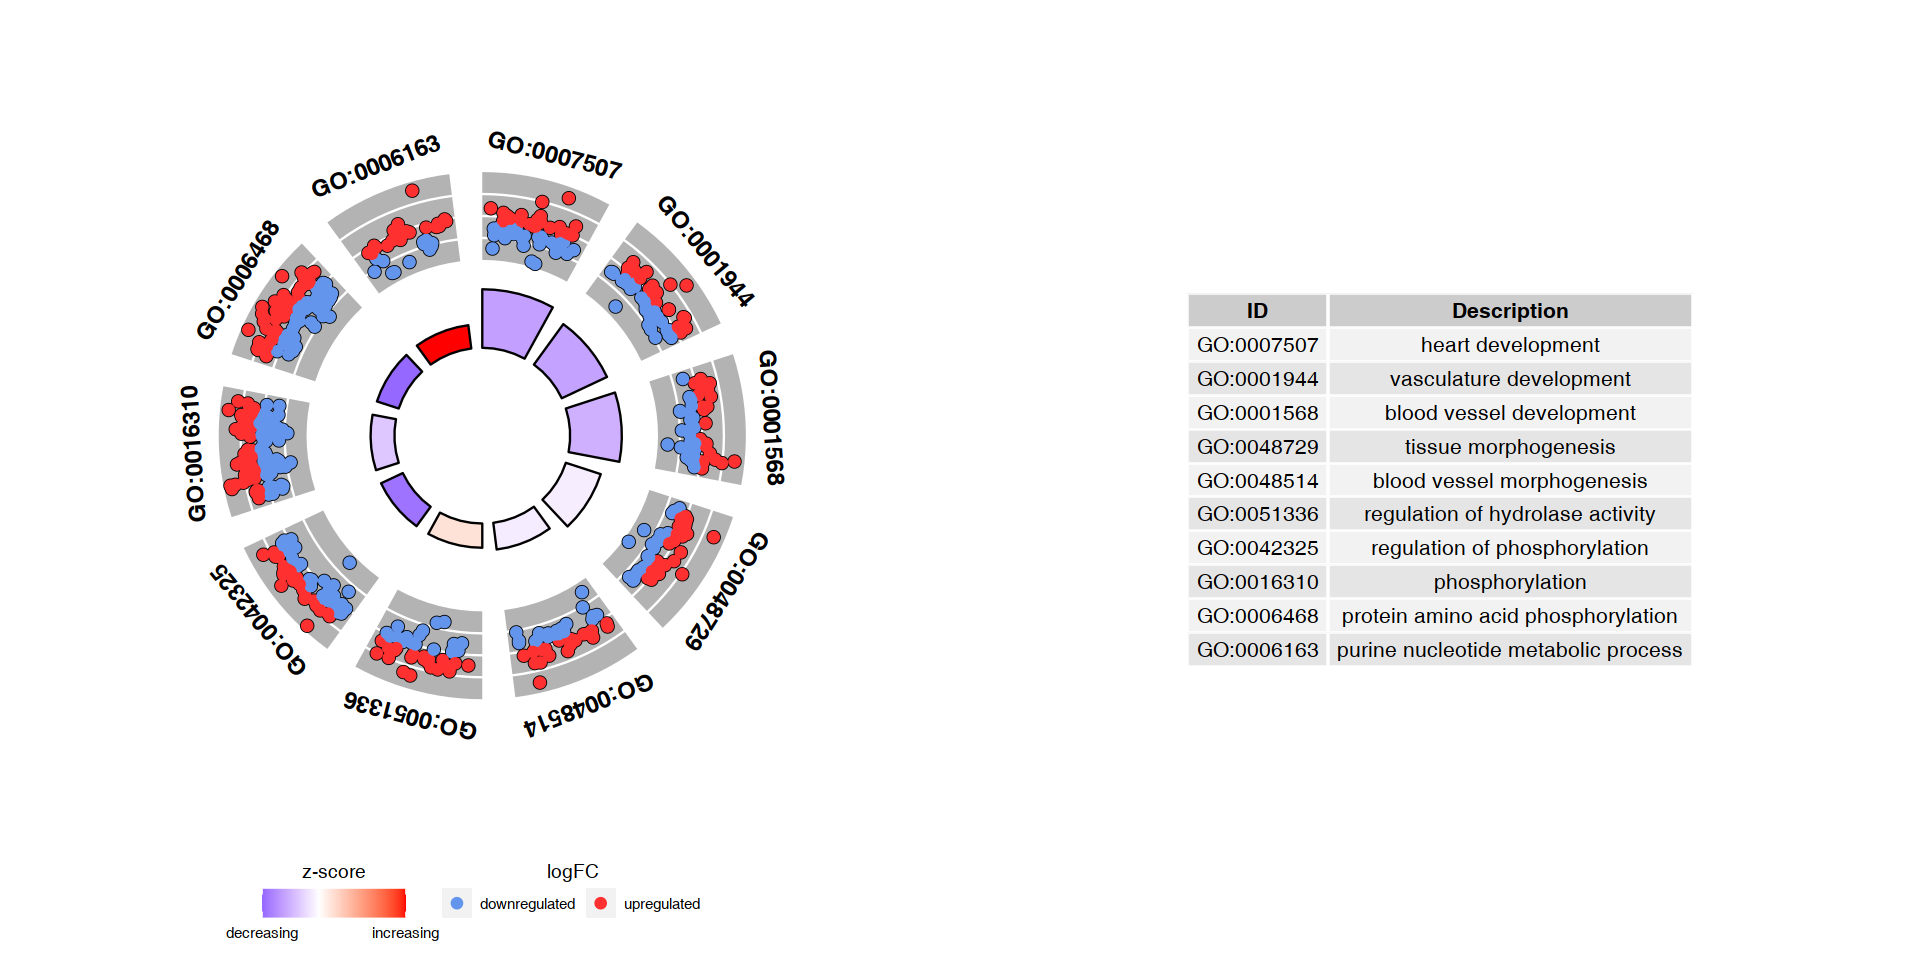 GO:0007507
GO:0001944
GO:0001568
GO:0048729
GO:0048514
GO:0051336
GO:0042325
GO:0016310
GO:0006468
GO:0006163
z-score
decreasing increasing
logFC
downregulated upregulated
ID Description
GO:0007507 heart development
GO:0001944 vasculature development
GO:0001568 blood vessel development
GO:0048729 tissue morphogenesis
GO:0048514 blood vessel morphogenesis
GO:0051336 regulation of hydrolase activity
GO:0042325 regulation of phosphorylation
GO:0016310 phosphorylation
GO:0006468 protein amino acid phosphorylation
GO:0006163 purine nucleotide metabolic process